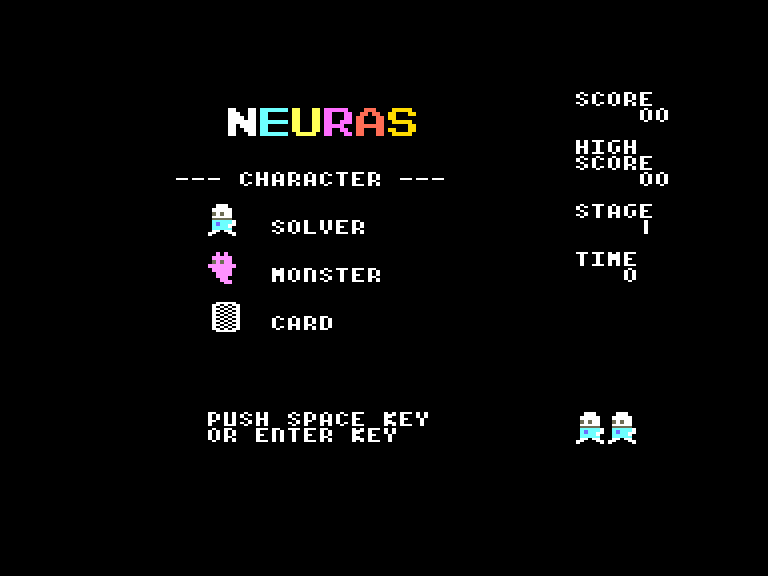 NEURAS
--- CHARACTER ---
SOLVER
MONSTER
CARD
PUSH SPACE KEY
OR ENTER KEY
SCORE
00
HIGH
SCORE
00
STAGE
1
TIME
0